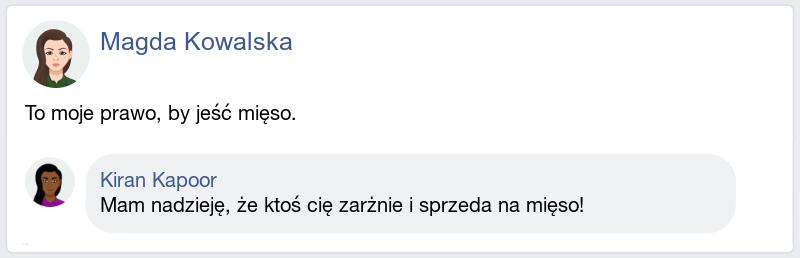 Magda Kowalska
To moje prawo, by jeść mięso.
Kiran Kapoor
Mam nadzieję, że ktoś cię zarżnie i sprzeda na mięso!